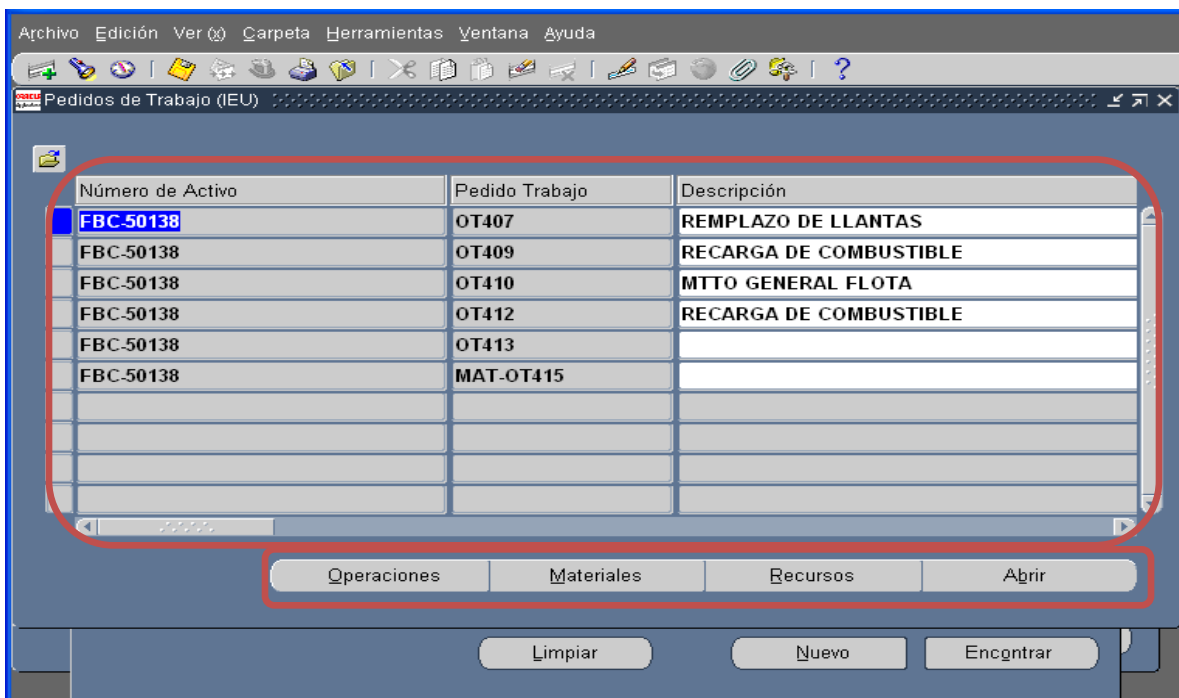 Archivo Edición Ver (x) Carpeta Herramientas Ventana Ayuda
?
Pedidos de Trabajo (IEU)
Número de Activo Pedido Trabajo Descripción
FBC-50138 OT407 REMPLAZO DE LLANTAS
FBC-50138 OT409 RECARGA DE COMBUSTIBLE
FBC-50138 OT410 MTTO GENERAL FLOTA
FBC-50138 OT412 RECARGA DE COMBUSTIBLE
FBC-50138 OT413
FBC-50138 MAT-OT415
Operaciones Materiales Recursos Abrir
Limpiar Nuevo Encontrar